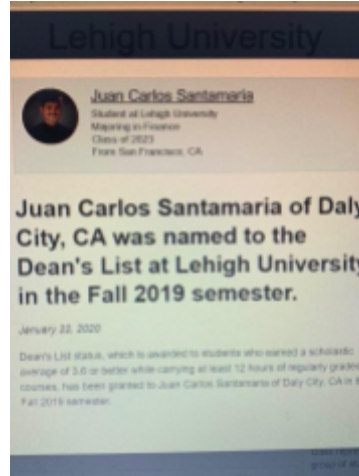 Lehigh University
Juan Carlos Santamaria
Student at Lehigh University
Majoring in Finance
Class of 2023
From San Francisco, CA
Juan Carlos Santamaria of Daly
City, CA was named to the
Dean's List at Lehigh University
in the Fall 2019 semester.
January 22, 2020
Dean's List status, which is awarded to students who earned a scholastic
average of 3.6 or better while carrying at least 12 hours of regularly graded
courses, has been granted to Juan Carlos Santamaria of Daly City, CA in
Fall 2019 semester.